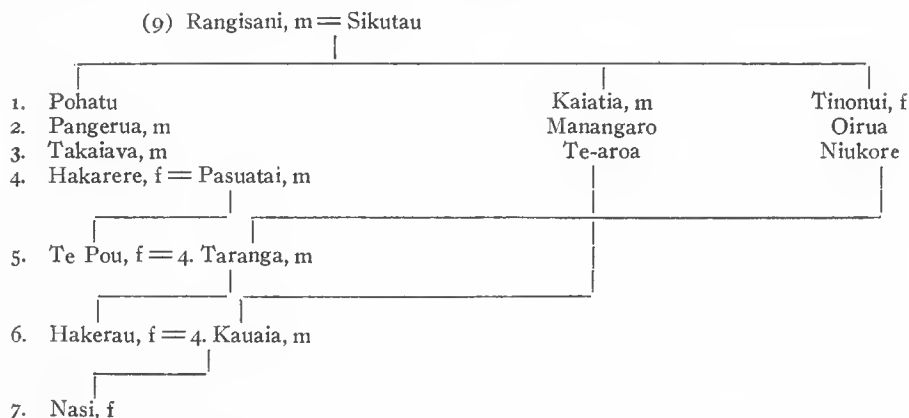 (9) Rangisani, m = Sikutau
1. Pohatu Kaiatia, m Tinonui, f
2. Pangerua, m Manangaro Oirua
3. Takaiava, m Te-aroa Niukore
4. Hakarere, f = Pasuatai, m
5. Te Pou, f = 4. Taranga, m
6. Hakerau, f = 4. Kauaia, m
7. Nasi, f